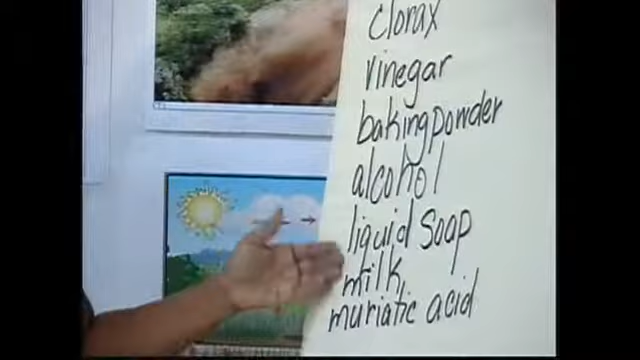 clorax
vinegar
baking powder
alcohol
liquid soap
milk
muriatic acid